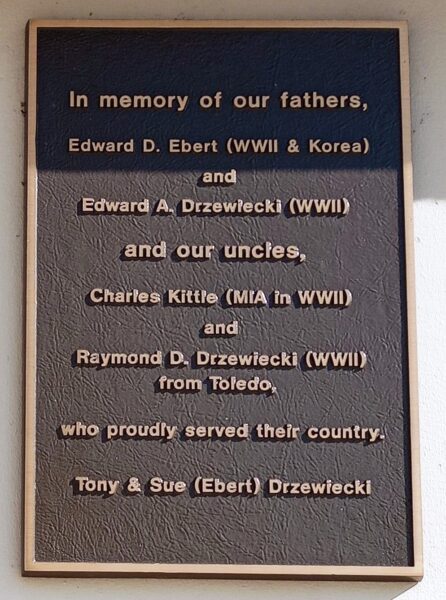 In memory of our fathers,
Edward D. Ebert (WWII & Korea)
and
Edward A. Drzewiecki (WWII)
and our uncles,
Charles Kittle (MIA in WWII)
and
Raymond D. Drzewiecki (WWII)
from Toledo,
who proudly served their country.
Tony & Sue (Ebert) Drzewiecki